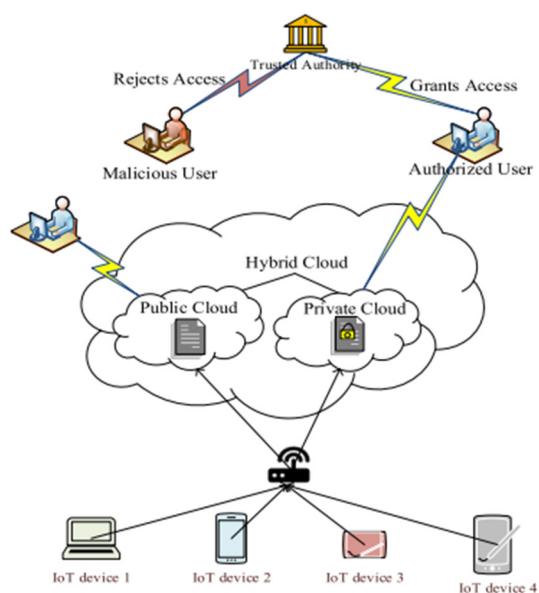 Trusted Authority
Rejects Access
Grants Access
Malicious User
Authorized User
Hybrid Cloud
Public Cloud
Private Cloud
IoT device 1
IoT device 2
IoT device 3
IoT device 4